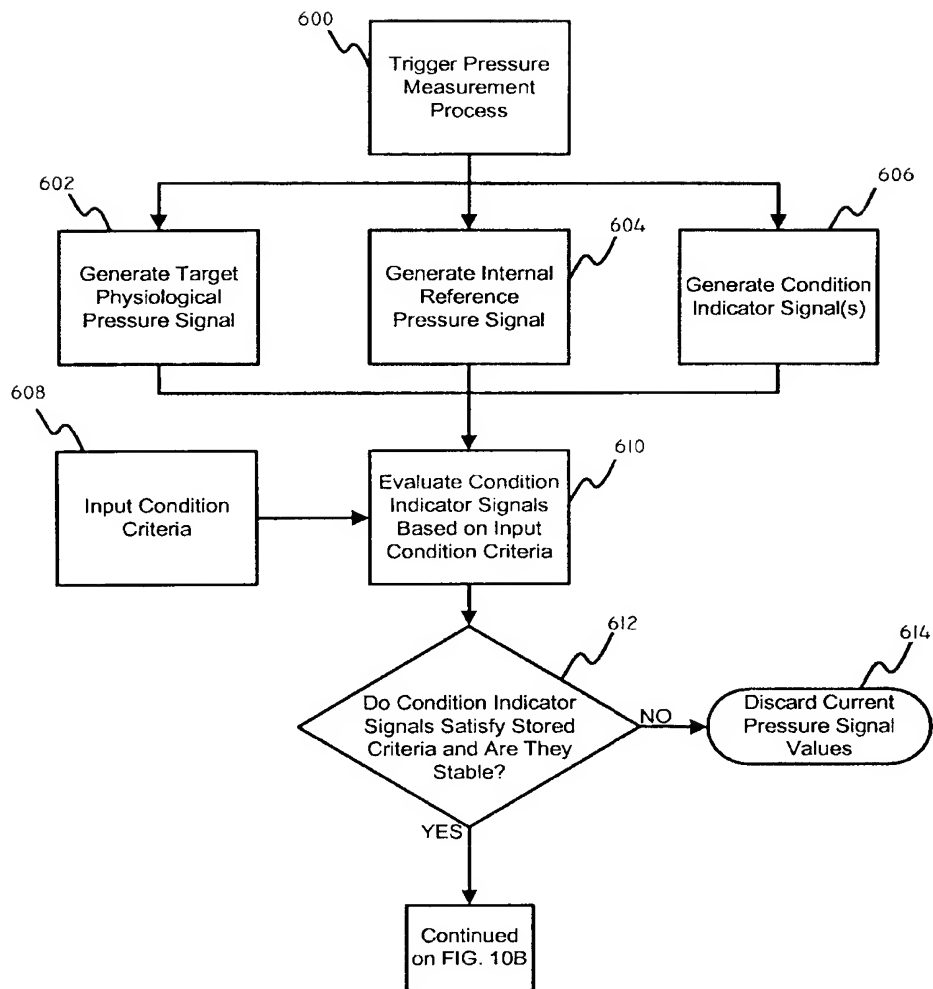 600
Trigger Pressure
Measurement
Process
602
604
606
Generate Target
Physiological
Pressure Signal
Generate Internal
Reference
Pressure Signal
Generate Condition
Indicator Signal(s)
608
610
Input Condition
Criteria
Evaluate Condition
Indicator Signals
Based on Input
Condition Criteria
612
614
Do Condition Indicator
Signals Satisfy Stored
Criteria and Are They
Stable?
NO
Discard Current
Pressure Signal
Values
YES
Continued
on FIG. 10B